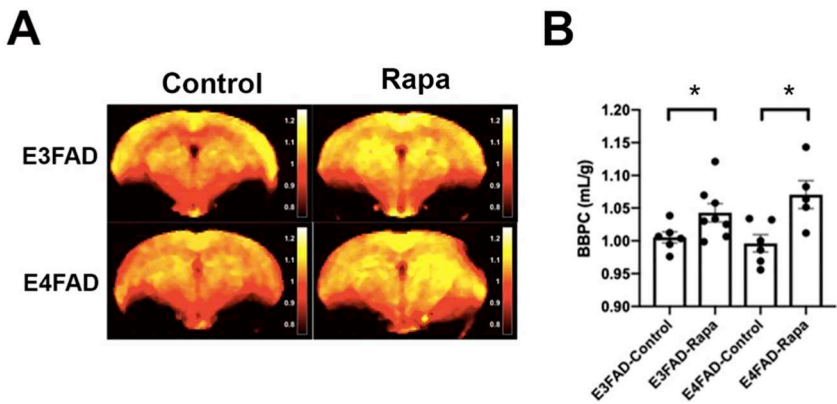 A
Control
Rapa
E3FAD
1.2
1.1
1
0.9
0.8
1.2
1.1
1
0.9
0.8
E4FAD
1.2
1.1
1
0.9
0.8
1.2
1.1
1
0.9
0.8
B
*
*
BBPC (mL/g)
1.20
1.15
1.10
1.05
1.00
0.95
0.90
E3FAD-Control
E3FAD-Rapa
E4FAD-Control
E4FAD-Rapa